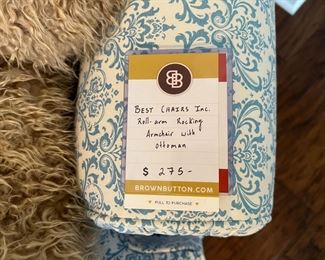 BB
BEST CHAIRS INC.
Roll-arm Rocking
Armchair with
Ottoman
$ 275-
BROWNBUTTON.COM
PULL TO PURCHASE